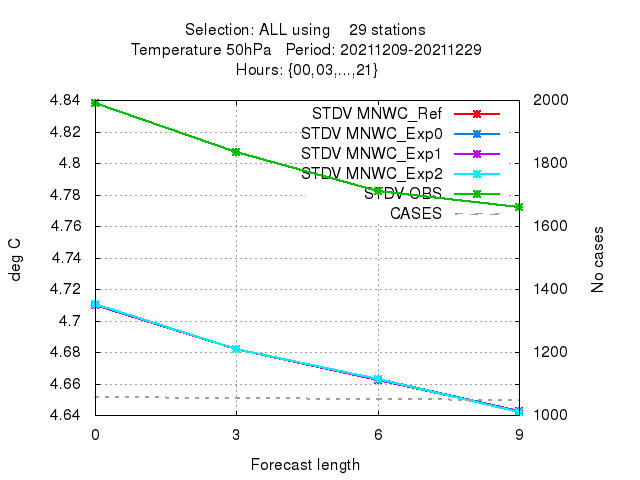 Selection: ALL using    29 stations
Temperature 50hPa   Period: 20211209-20211229
Hours: {00,03,...,21}
4.84
4.82
4.8
4.78
4.76
4.74
4.72
4.7
4.68
4.66
4.64
deg C
STDV MNWC_Ref
STDV MNWC_Exp0
STDV MNWC_Exp1
STDV MNWC_Exp2
STDV OBS
CASES
2000
1800
1600
1400
1200
1000
No cases
0 3 6 9
Forecast length